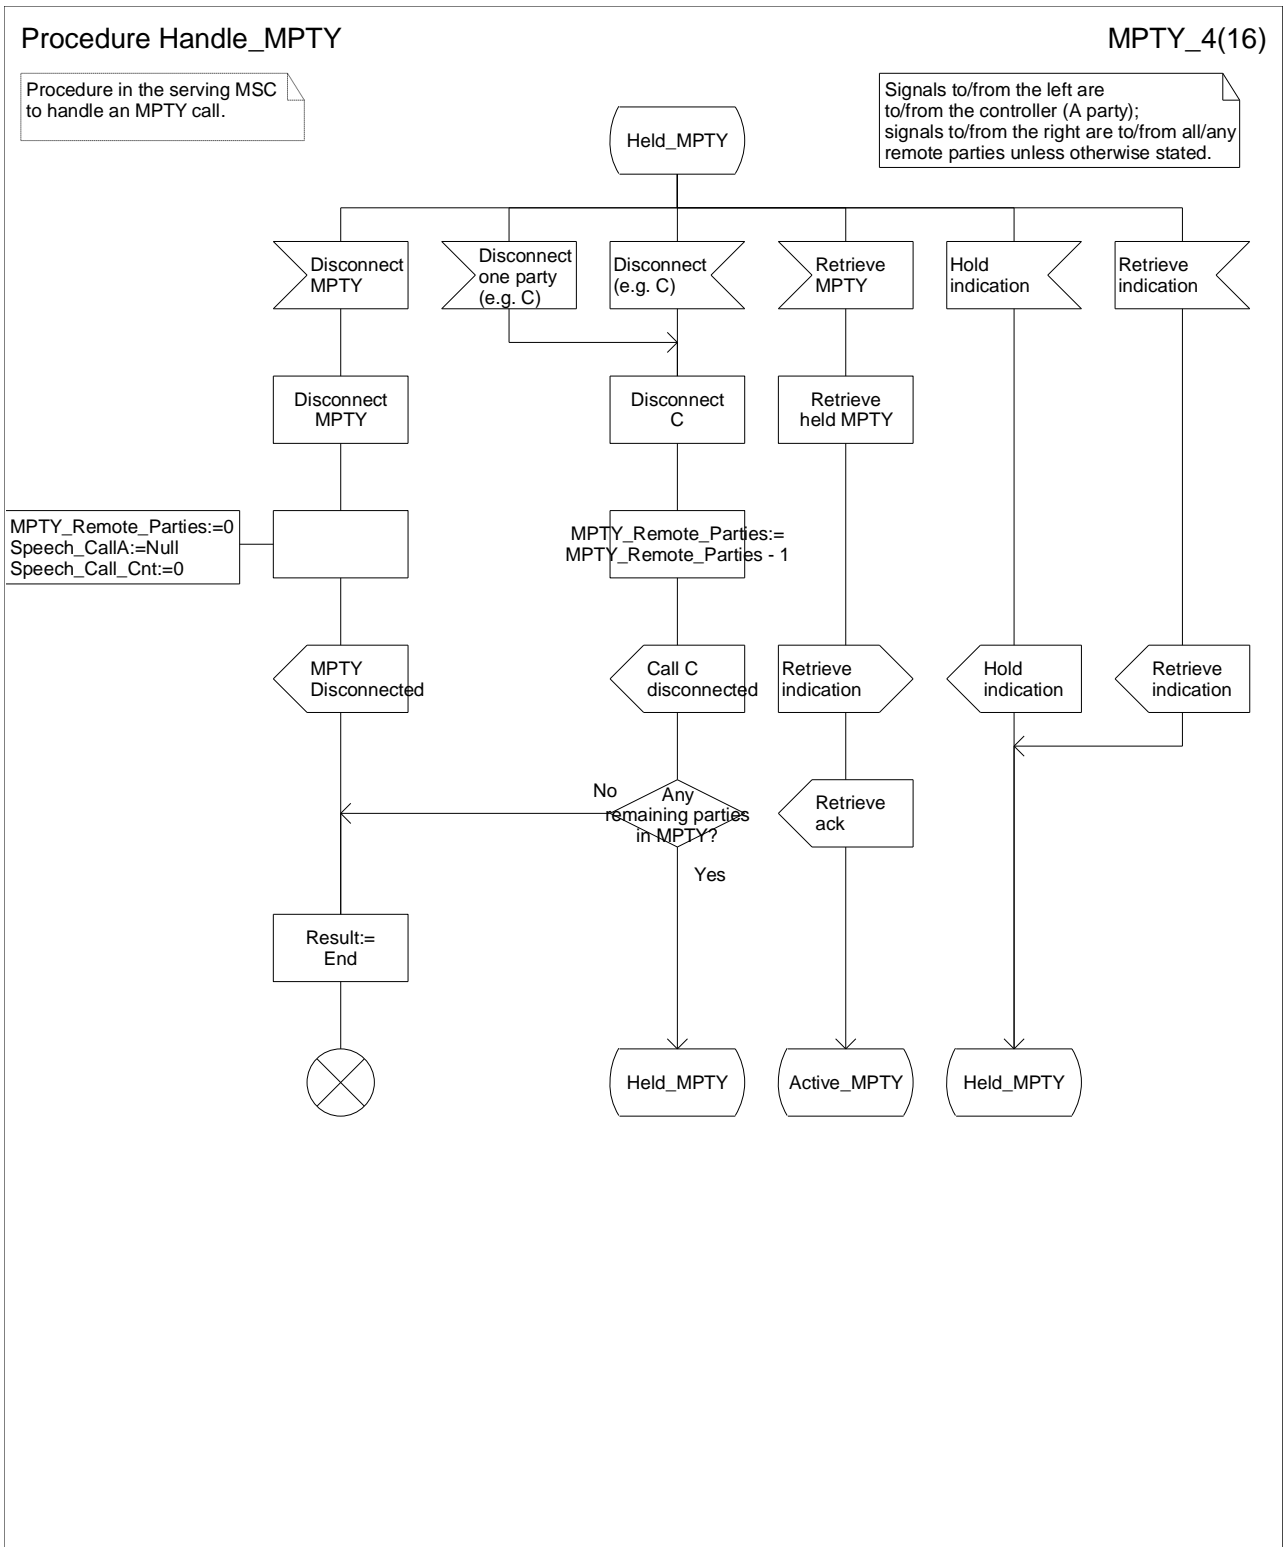 Procedure Handle_MPTY
MPTY_4(16)
Procedure in the serving MSC
to handle an MPTY call.
Signals to/from the left are
to/from the controller (A party);
signals to/from the right are to/from all/any
remote parties unless otherwise stated.
Held_MPTY
Disconnect
MPTY
Disconnect
one party
(e.g. C)
Disconnect
(e.g. C)
Retrieve
MPTY
Hold
indication
Retrieve
indication
Disconnect
MPTY
Disconnect
C
Retrieve
held MPTY
MPTY_Remote_Parties:=0
Speech_CallA:=Null
Speech_Call_Cnt:=0
MPTY_Remote_Parties:=
MPTY_Remote_Parties - 1
MPTY
Disconnected
Call C
disconnected
Retrieve
indication
Hold
indication
Retrieve
indication
No
Any
remaining parties
in MPTY?
Yes
Retrieve
ack
Result:=
End
Held_MPTY
Active_MPTY
Held_MPTY